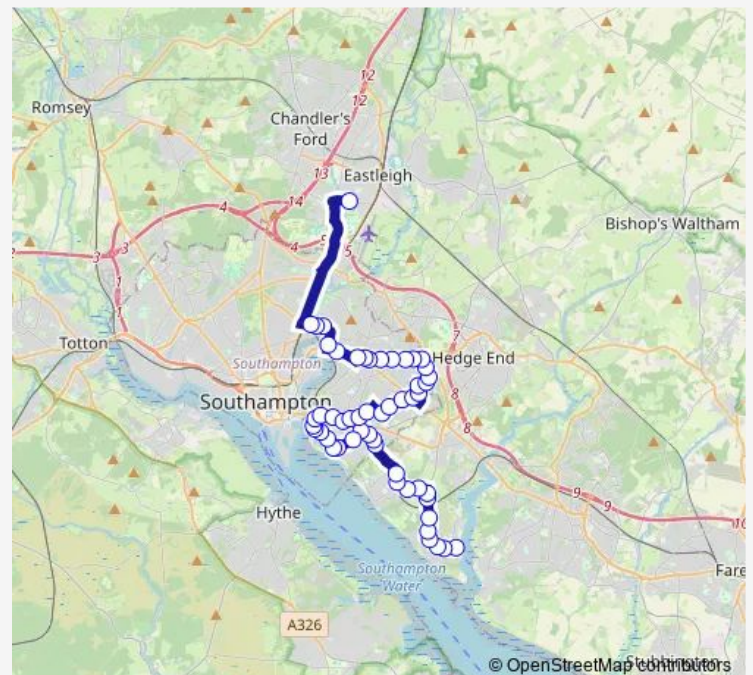 12
12
Romsey
Chandler's
Ford
13
Eastleigh
14
4
4
5
3
3
Bishop's Waltham
1
1
7
Totton
Southampton
Hedge End
Southampton
8
8
9
9
10
Hythe
Southampton
Water
Fare
A326
Stubbington
© OpenStreetMap contributors